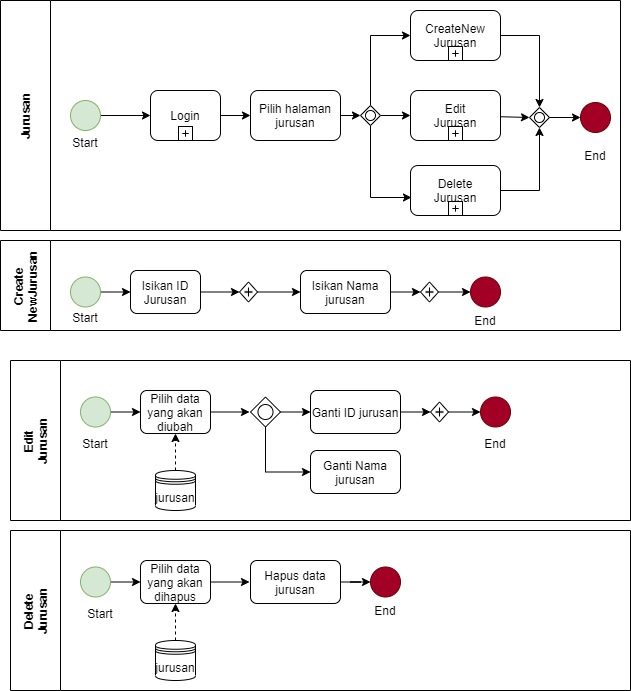 Jurusan
Start
Login
Pilih halaman
jurusan
CreateNew
Jurusan
Edit
Jurusan
Delete
Jurusan
End
Create
NewJurusan
Start
Isikan ID
Jurusan
Isikan Nama
jurusan
End
Edit
Jurusan
Start
Pilih data
yang akan
diubah
jurusan
Ganti ID jurusan
Ganti Nama
jurusan
End
Delete
Jurusan
Start
Pilih data
yang akan
dihapus
jurusan
Hapus data
jurusan
End